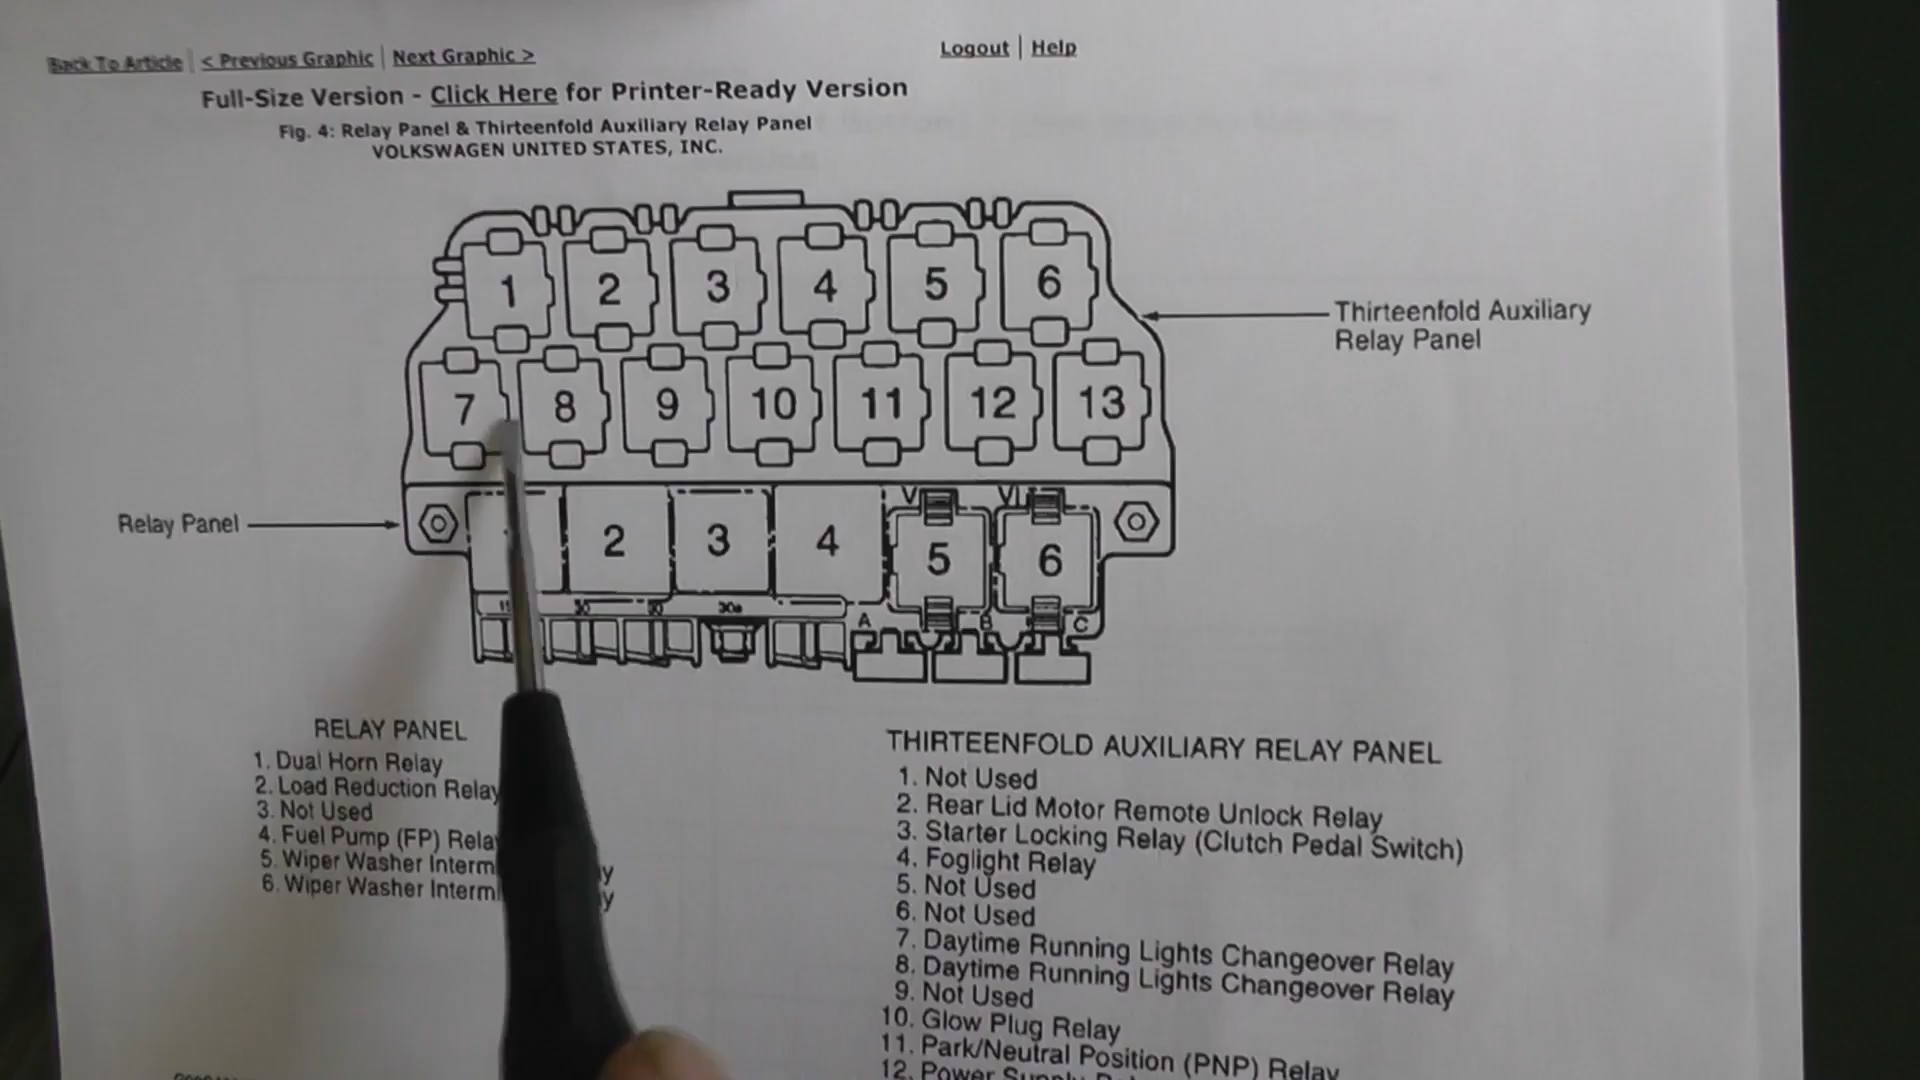 Back To Article | < Previous Graphic | Next Graphic >
Logout | Help
Full-Size Version - Click Here for Printer-Ready Version
Fig. 4: Relay Panel & Thirteenfold Auxiliary Relay Panel
VOLKSWAGEN UNITED STATES, INC.
1 2 3 4 5 6
Thirteenfold Auxiliary
Relay Panel
7 8 9 10 11 12 13
Relay Panel
V VI
2 3 4 5 6
30 30 30a
A B C
RELAY PANEL
1. Dual Horn Relay
2. Load Reduction Relay
3. Not Used
4. Fuel Pump (FP) Rela
5. Wiper Washer Interm y
6. Wiper Washer Interm y
THIRTEENFOLD AUXILIARY RELAY PANEL
1. Not Used
2. Rear Lid Motor Remote Unlock Relay
3. Starter Locking Relay (Clutch Pedal Switch)
4. Foglight Relay
5. Not Used
6. Not Used
7. Daytime Running Lights Changeover Relay
8. Daytime Running Lights Changeover Relay
9. Not Used
10. Glow Plug Relay
11. Park/Neutral Position (PNP) Relay
12. Power